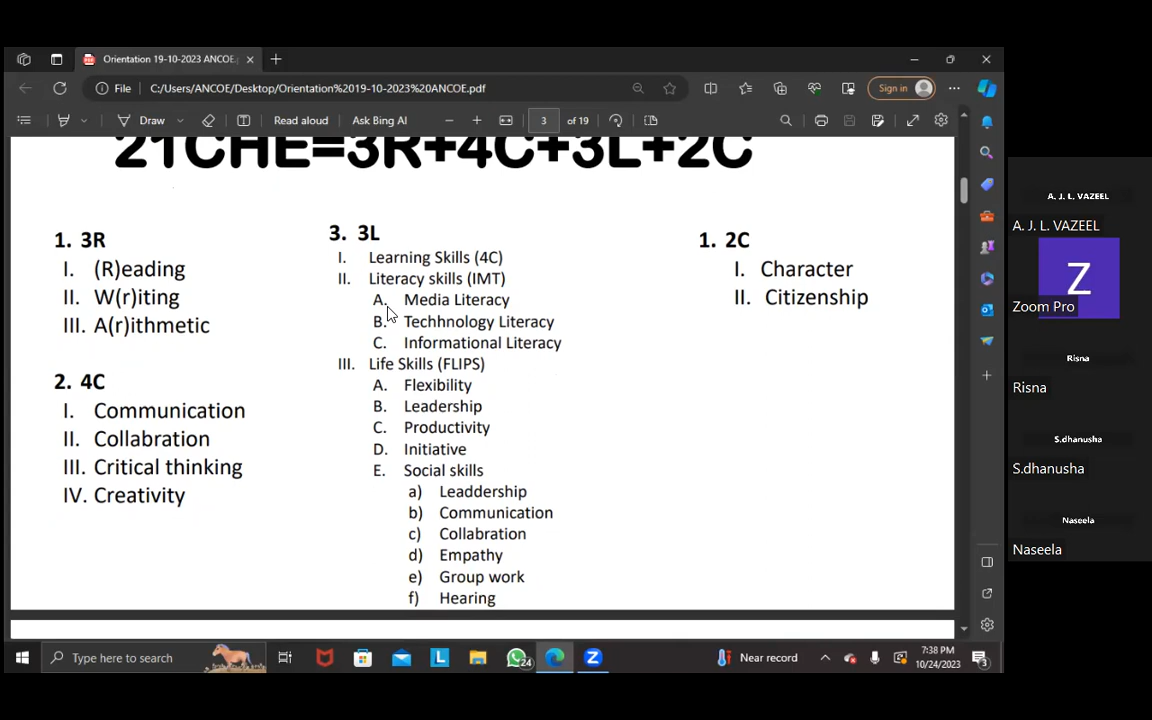 Orientation 19-10-2023 ANCOE.
File
C:/Users/ANCOE/Desktop/Orientation%2019-10-2023%20ANCOE.pdf
Sign in
Draw
Read aloud
Ask Bing AI
3
of 19
21CHE=3R+4C+3L+2C
1. 3R
I. (R)eading
II. W(r)iting
III. A(r)ithmetic
2. 4C
I. Communication
II. Collabration
III. Critical thinking
IV. Creativity
3. 3L
I. Learning Skills (4C)
II. Literacy skills (IMT)
A. Media Literacy
B. Techhnology Literacy
C. Informational Literacy
III. Life Skills (FLIPS)
A. Flexibility
B. Leadership
C. Productivity
D. Initiative
E. Social skills
a) Leaddership
b) Communication
c) Collabration
d) Empathy
e) Group work
f) Hearing
1. 2C
I. Character
II. Citizenship
A. J. L. VAZEEL
A. J. L. VAZEEL
Z
Zoom Pro
Risna
Risna
S.dhanusha
S.dhanusha
Naseela
Naseela
Type here to search
L
24
Near record
7:38 PM
10/24/2023
3